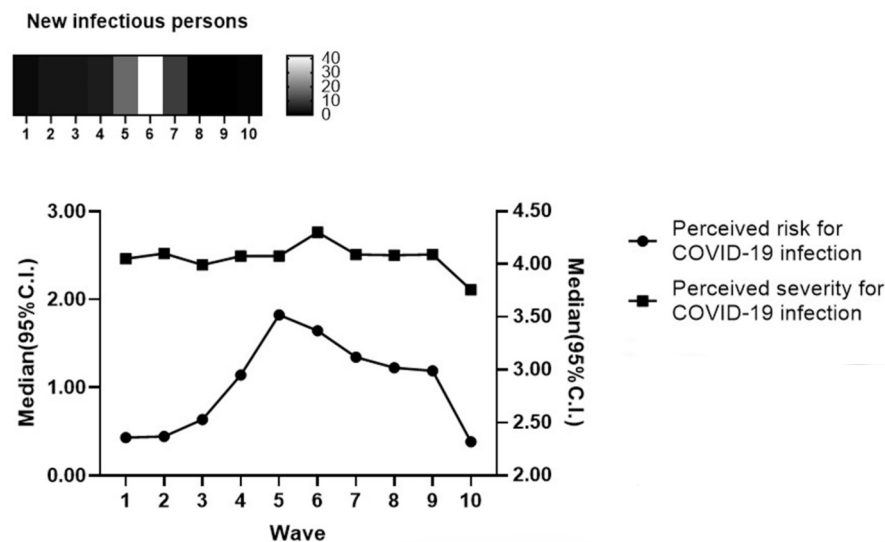 New infectious persons
40
30
20
10
0
1 2 3 4 5 6 7 8 9 10
3.00
2.00
1.00
0.00
Median(95%C.I.)
4.50
4.00
3.50
3.00
2.50
2.00
Median(95%C.I.)
1 2 3 4 5 6 7 8 9 10
Wave
Perceived risk for
COVID-19 infection
Perceived severity for
COVID-19 infection